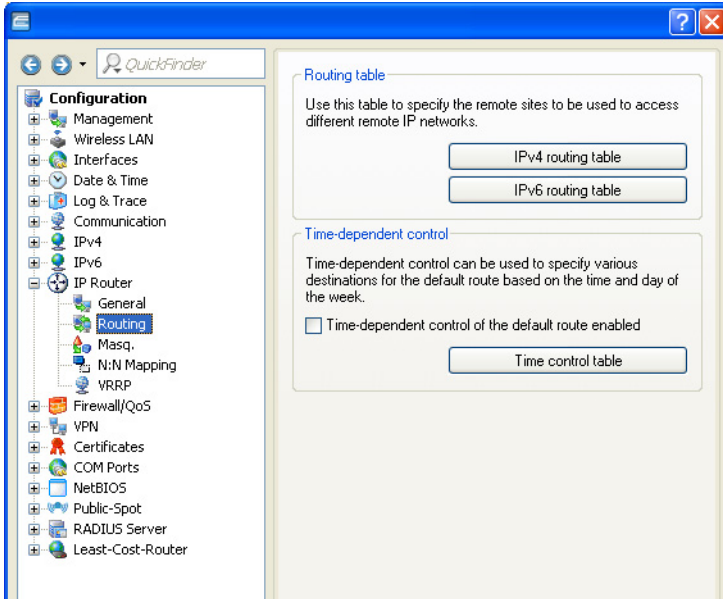 QuickFinder
Configuration
Management
Wireless LAN
Interfaces
Date & Time
Log & Trace
Communication
IPv4
IPv6
IP Router
General
Routing
Masq.
N:N Mapping
VRRP
Firewall/QoS
VPN
Certificates
COM Ports
NetBIOS
Public-Spot
RADIUS Server
Least-Cost-Router
Routing table
Use this table to specify the remote sites to be used to access
different remote IP networks.
IPv4 routing table
IPv6 routing table
Time-dependent control
Time-dependent control can be used to specify various
destinations for the default route based on the time and day of
the week.
Time-dependent control of the default route enabled
Time control table